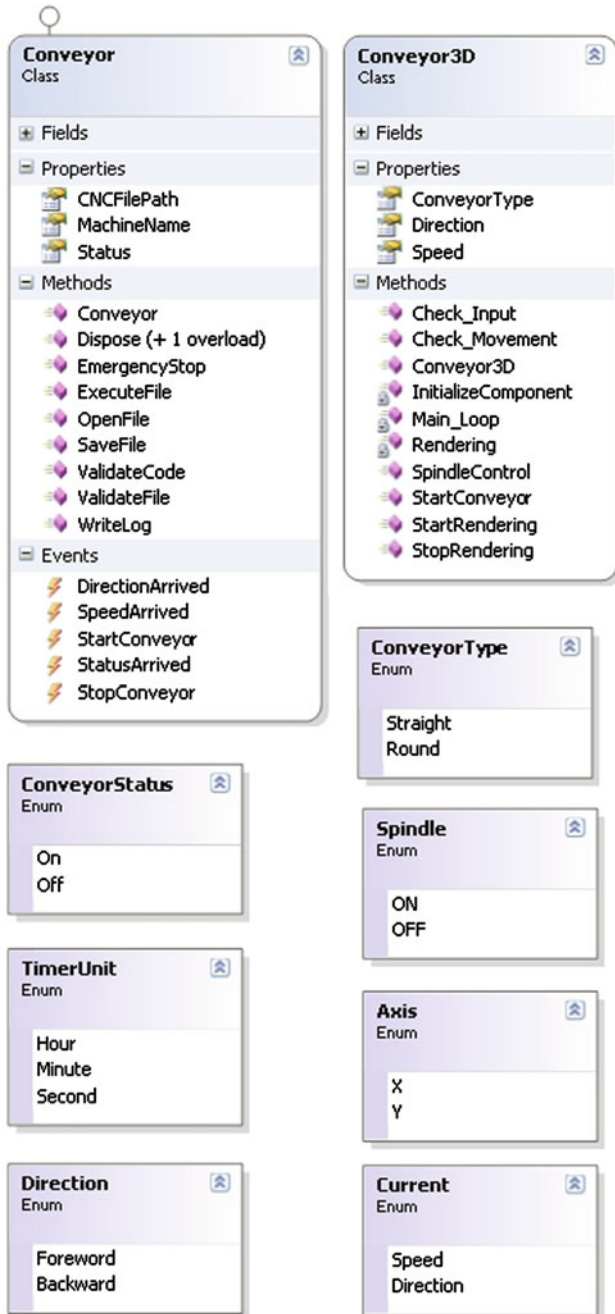 Conveyor
Class
Fields
Properties
CNCFilePath
MachineName
Status
Methods
Conveyor
Dispose (+ 1 overload)
EmergencyStop
ExecuteFile
OpenFile
SaveFile
ValidateCode
ValidateFile
WriteLog
Events
DirectionArrived
SpeedArrived
StartConveyor
StatusArrived
StopConveyor
Conveyor3D
Class
Fields
Properties
ConveyorType
Direction
Speed
Methods
Check_Input
Check_Movement
Conveyor3D
InitializeComponent
Main_Loop
Rendering
SpindleControl
StartConveyor
StartRendering
StopRendering
ConveyorType
Enum
Straight
Round
ConveyorStatus
Enum
On
Off
Spindle
Enum
ON
OFF
TimerUnit
Enum
Hour
Minute
Second
Axis
Enum
X
Y
Direction
Enum
Foreword
Backward
Current
Enum
Speed
Direction